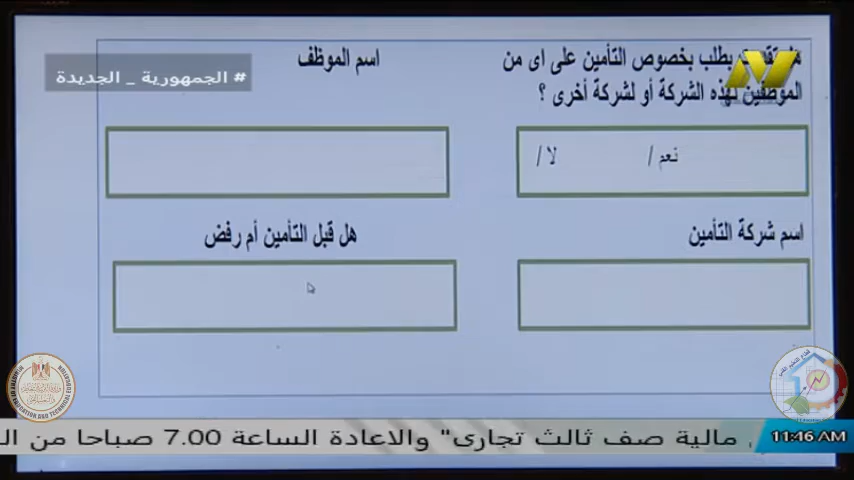 # الجمهورية _ الجديدة
بطلب بخصوص التأمين على اى من
الموظفين لهذه الشركة أو لشركة أخرى ؟
اسم الموظف
نعم /
لا /
اسم شركة التأمين
هل قبل التأمين أم رفض
مالية صف ثالث تجارى" والاعادة الساعة 7.00 صباحا من
11:46 AM